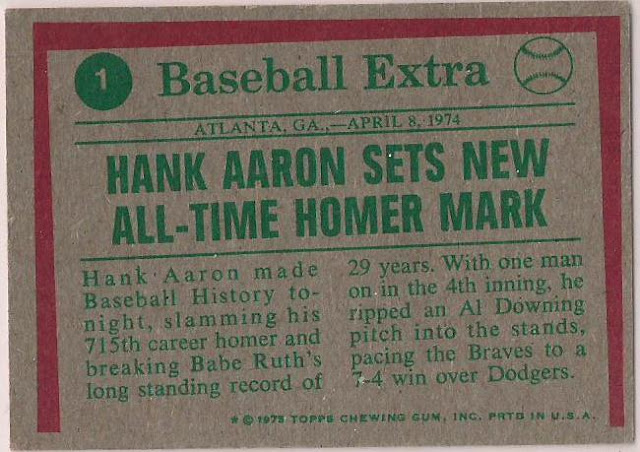 1
Baseball Extra
ATLANTA, GA.,—APRIL 8, 1974
HANK AARON SETS NEW
ALL-TIME HOMER MARK
Hank Aaron made
Baseball History to-
night, slamming his
715th career homer and
breaking Babe Ruth's
long standing record of
29 years. With one man
on in the 4th inning, he
ripped an Al Downing
pitch into the stands,
pacing the Braves to a
7-4 win over Dodgers.
* © 1975 TOPPS CHEWING GUM, INC. PRTD IN U.S.A.